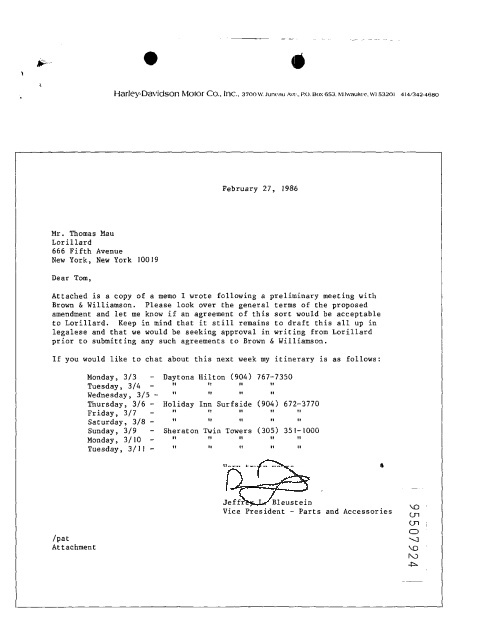 Harley-Davidson Motor Co., Inc., 3700 W. Juneau Ave., P.O. Box 653, Milwaukee, WI 53201 414/342-4680
February 27, 1986
Mr. Thomas Mau
Lorillard
666 Fifth Avenue
New York, New York 10019
Dear Tom,
Attached is a copy of a memo I wrote following a preliminary meeting with
Brown & Williamson. Please look over the general terms of the proposed
amendment and let me know if an agreement of this sort would be acceptable
to Lorillard. Keep in mind that it still remains to draft this all up in
legalese and that we would be seeking approval in writing from Lorillard
prior to submitting any such agreements to Brown & Williamson.
If you would like to chat about this next week my itinerary is as follows:
Monday, 3/3 - Daytona Hilton (904) 767-7350
Tuesday, 3/4 - " " " "
Wednesday, 3/5 - " " " "
Thursday, 3/6 - Holiday Inn Surfside (904) 672-3770
Friday, 3/7 - " " " "
Saturday, 3/8 - " " " "
Sunday, 3/9 - Sheraton Twin Towers (305) 351-1000
Monday, 3/10 - " " " "
Tuesday, 3/11 - " " " "
Jeffrey L. Bleustein
Vice President - Parts and Accessories
/pat
Attachment
95507924